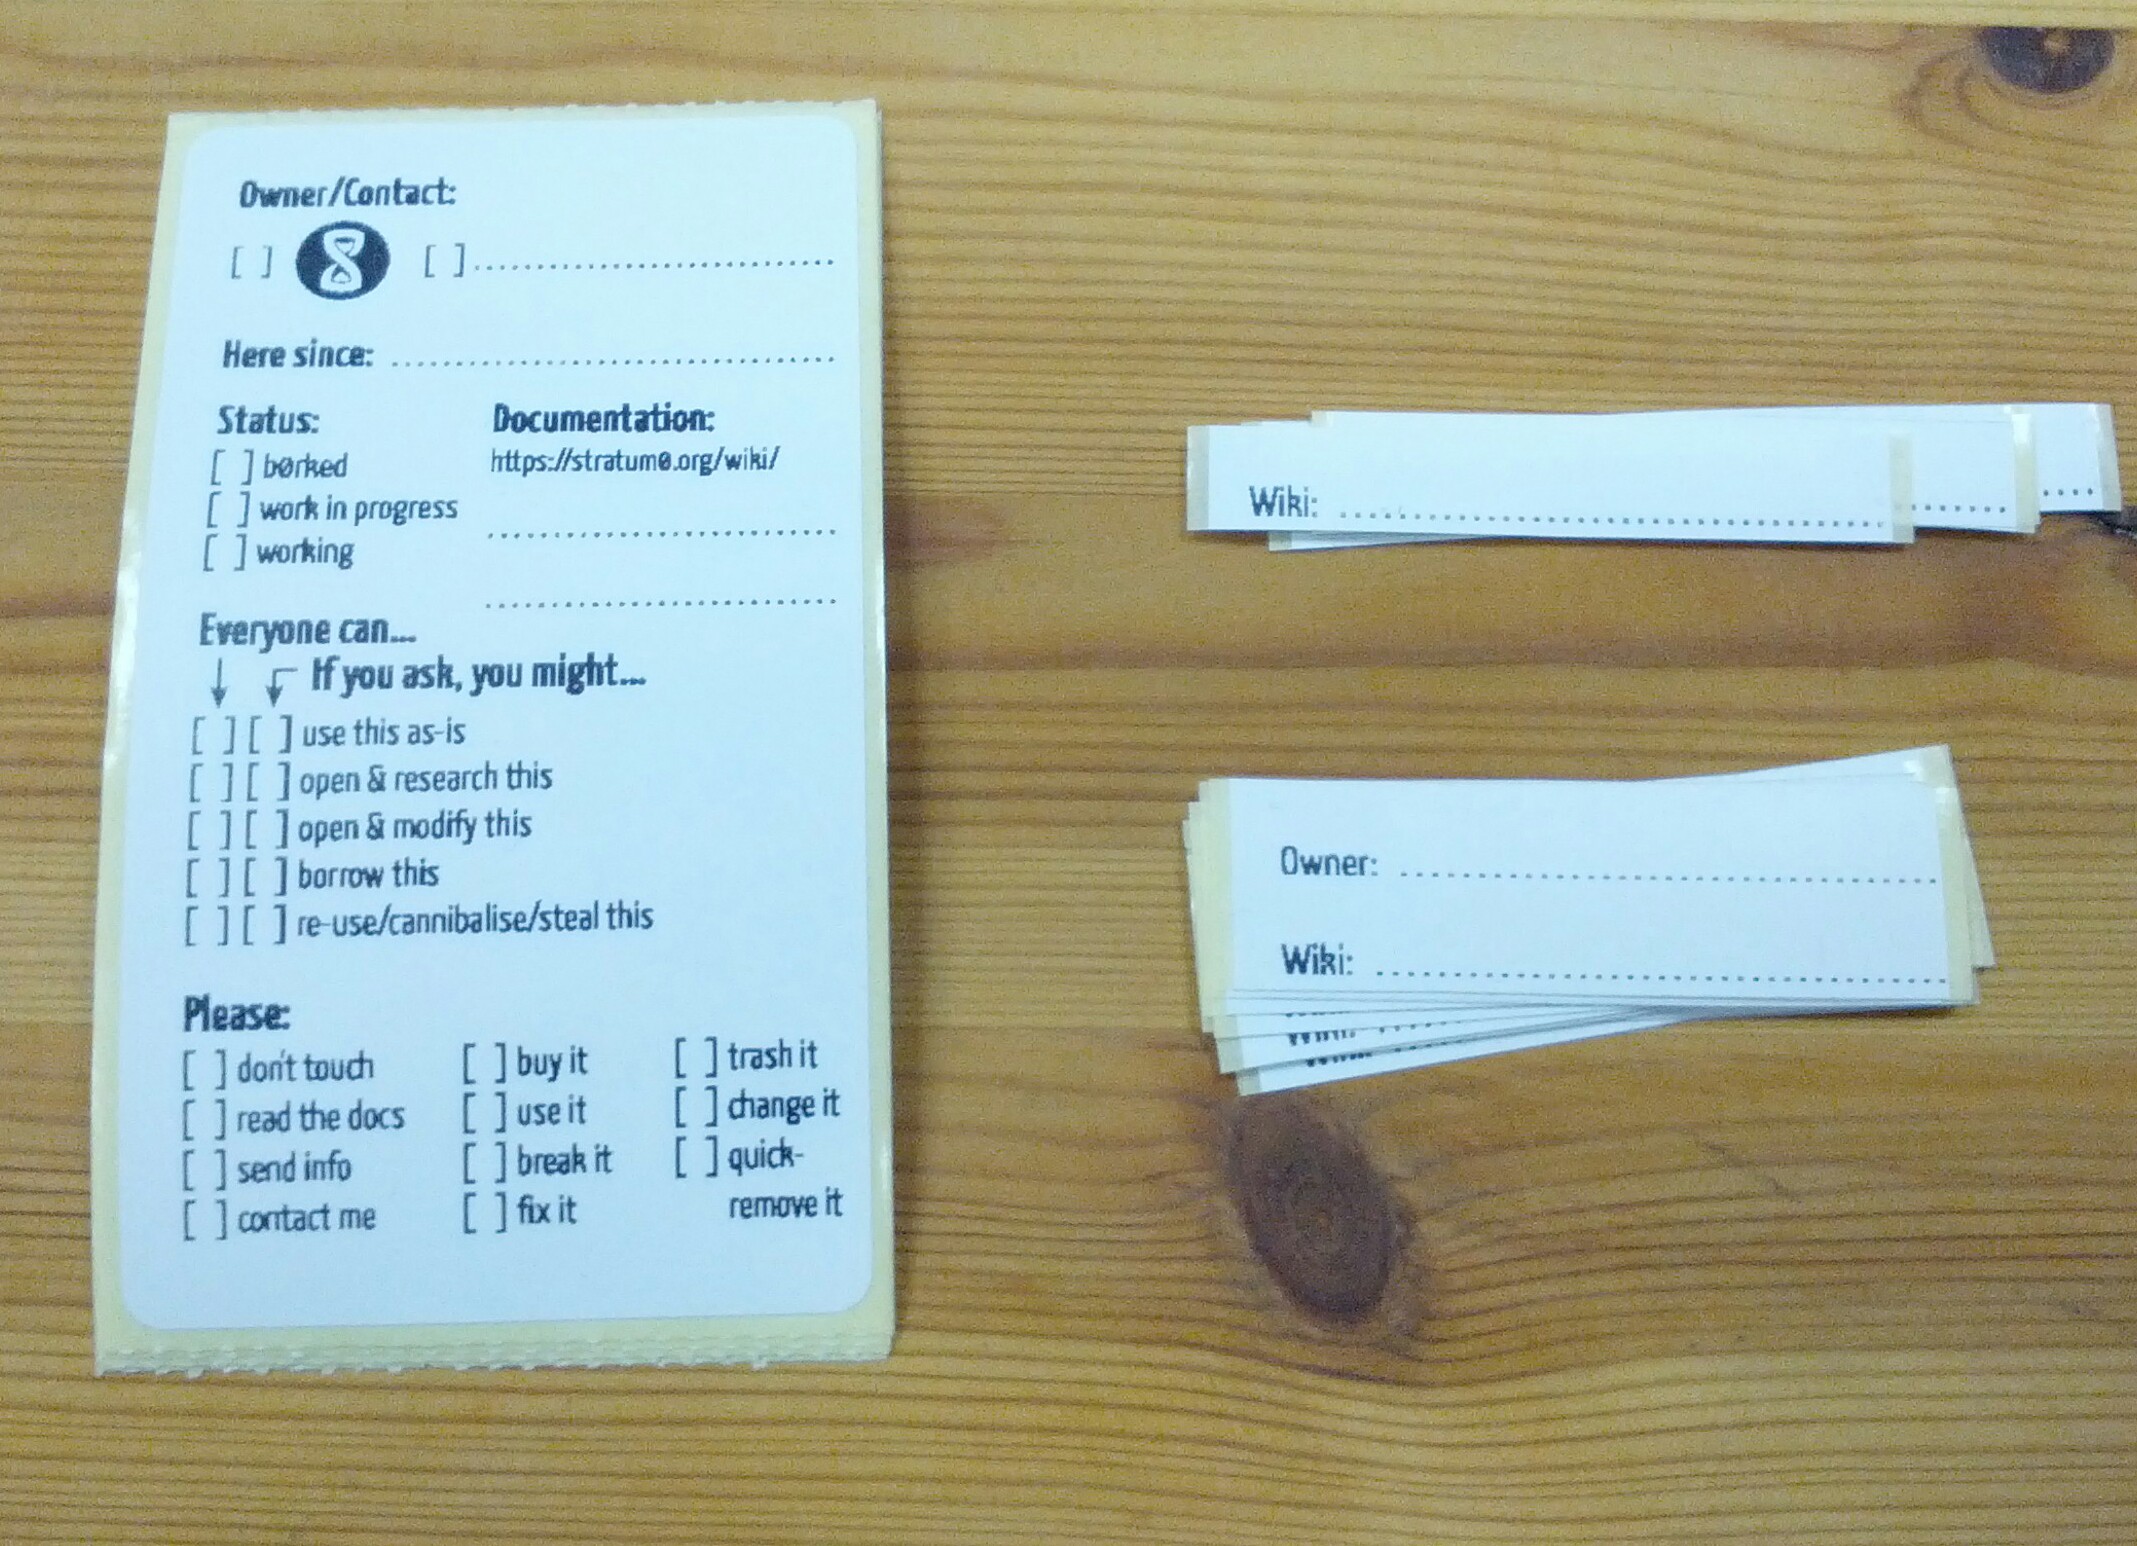 Owner/Contact:
[ ] [ ] ................................
Here since: ................................
Status:
[ ] børked
[ ] work in progress
[ ] working
Documentation:
https://stratum0.org/wiki/
................................
................................
Everyone can...
If you ask, you might...
[ ] [ ] use this as-is
[ ] [ ] open & research this
[ ] [ ] open & modify this
[ ] [ ] borrow this
[ ] [ ] re-use/cannibalise/steal this
Please:
[ ] don't touch
[ ] read the docs
[ ] send info
[ ] contact me
[ ] buy it
[ ] use it
[ ] break it
[ ] fix it
[ ] trash it
[ ] change it
[ ] quick-
remove it
Wiki: ................................
Owner: ................................
Wiki: ................................
Wiki: